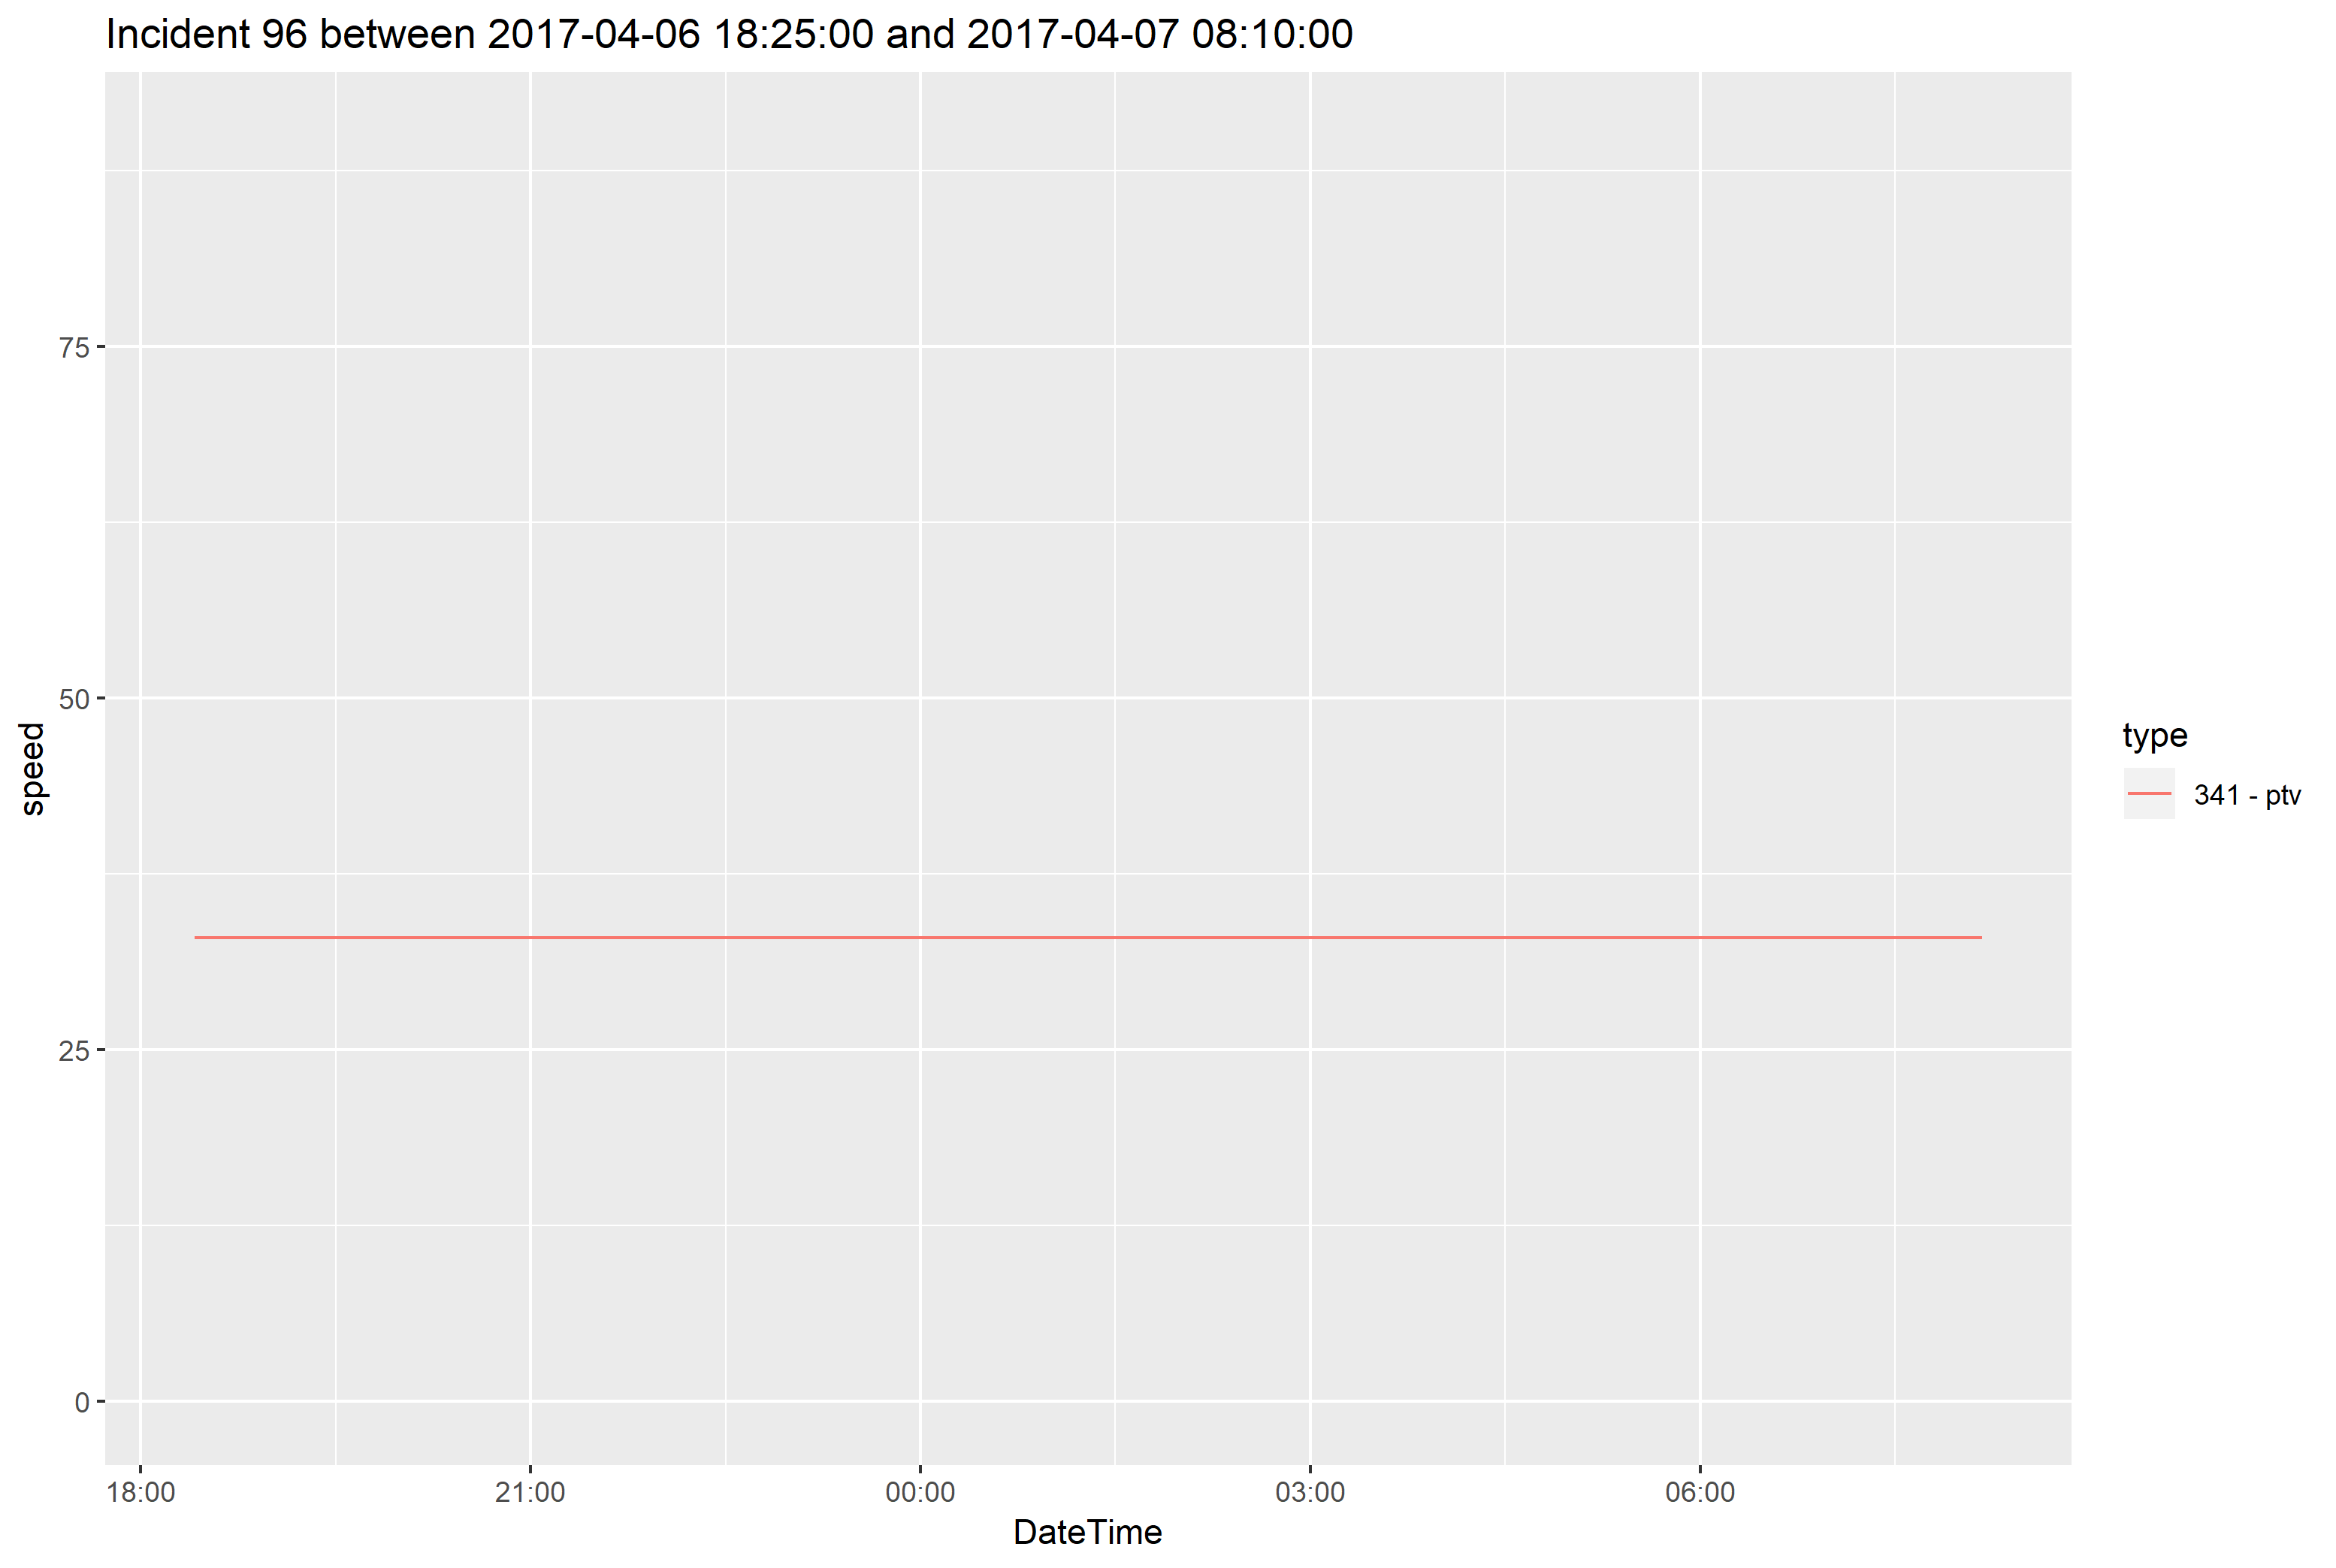 Incident 96 between 2017-04-06 18:25:00 and 2017-04-07 08:10:00
75
50
25
0
speed
18:00 21:00 00:00 03:00 06:00
DateTime
type
341 - ptv